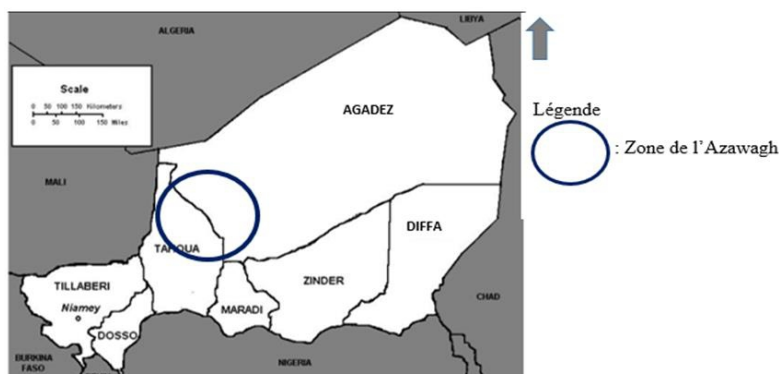 ALGERIA
LIBYA
Scale
0 50 100 150 Kilometers
0 50 100 150 Miles
AGADEZ
Légende
: Zone de l'Azawagh
MALI
TAHOUA
DIFFA
TILLABERI
ZINDER
Niamey
MARADI
CHAD
DOSSO
BURKINA
FASO
NIGERIA